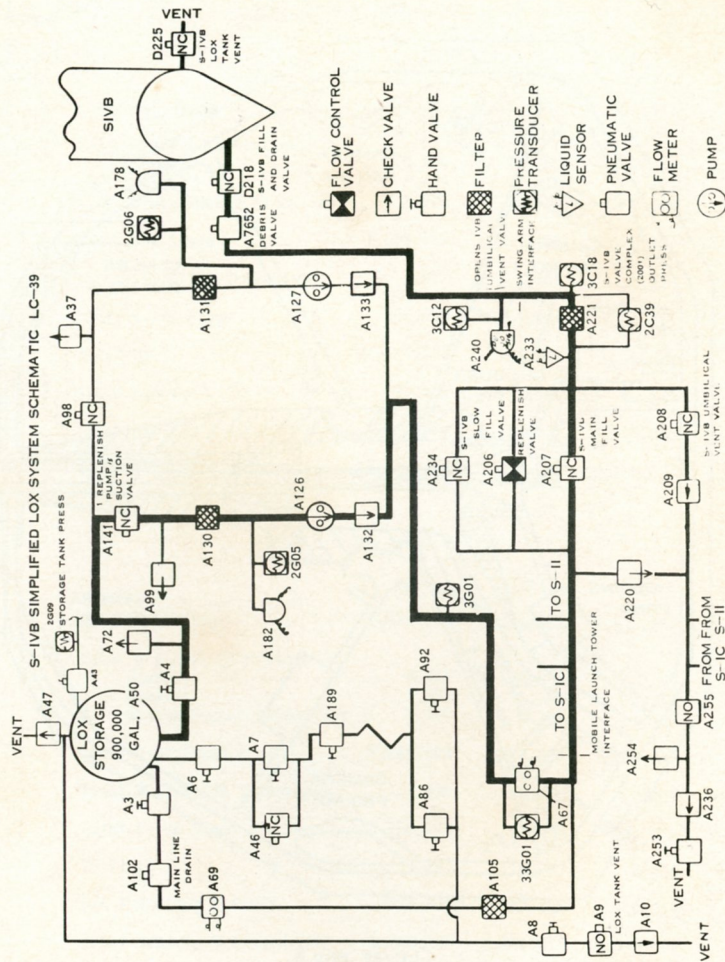 S-IVB SIMPLIFIED LOX SYSTEM SCHEMATIC LC-39
VENT
A47
2G09
STORAGE TANK PRESS
A43
LOX
STORAGE
900,000
GAL.
A50
A72
A4
A3
A102
MAIN LINE
DRAIN
A69
A6
A7
A46
NC
A189
A92
A86
A105
A8
NO
A9
LOX TANK VENT
A10
VENT
A98
NC
A37
1 REPLENISH
PUMP
SUCTION
VALVE
A141
NC
A99
A130
A182
2G05
A126
A132
A131
A127
A133
2G06
A178
SIVB
VENT
D225
NC
S-IVB
LOX
TANK
VENT
A7652
DEBRIS
VALVE
NC
D218
S-IVB FILL
AND DRAIN
VALVE
3G01
33G01
A67
TO S-IC
TO S-II
MOBILE LAUNCH TOWER
INTERFACE
A234
NC
S-IVB
SLOW
FILL
VALVE
A206
REPLENISH
VALVE
A207
NC
MAIN
FILL
VALVE
3C12
A240
A233
L
SWING ARM
INTERFACE
A221
3C18
S-IVB
VALVE
COMPLEX
OUTLET
PRESS
2C39
A208
NC
S-IVB UMBILICAL
VENT VALVE
A209
A220
FROM S-IC
FROM S-II
A255
NO
A254
A236
A253
VENT
FLOW CONTROL
VALVE
CHECK VALVE
HAND VALVE
FILTER
PRESSURE
TRANSDUCER
LIQUID
SENSOR
PNEUMATIC
VALVE
FLOW
METER
PUMP